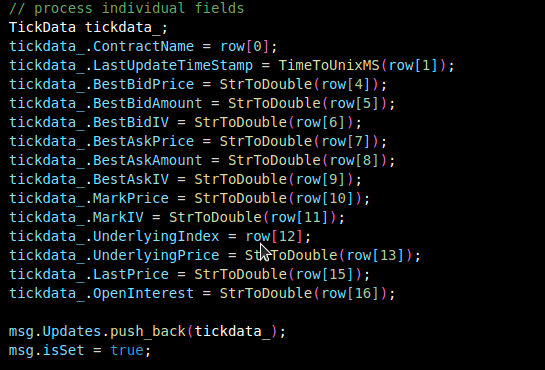 // process individual fields
TickData tickdata_;
tickdata_.ContractName = row[0];
tickdata_.LastUpdateTimeStamp = TimeToUnixMS(row[1]);
tickdata_.BestBidPrice = StrToDouble(row[4]);
tickdata_.BestBidAmount = StrToDouble(row[5]);
tickdata_.BestBidIV = StrToDouble(row[6]);
tickdata_.BestAskPrice = StrToDouble(row[7]);
tickdata_.BestAskAmount = StrToDouble(row[8]);
tickdata_.BestAskIV = StrToDouble(row[9]);
tickdata_.MarkPrice = StrToDouble(row[10]);
tickdata_.MarkIV = StrToDouble(row[11]);
tickdata_.UnderlyingIndex = row[12];
tickdata_.UnderlyingPrice = StrToDouble(row[13]);
tickdata_.LastPrice = StrToDouble(row[15]);
tickdata_.OpenInterest = StrToDouble(row[16]);
msg.Updates.push_back(tickdata_);
msg.isSet = true;